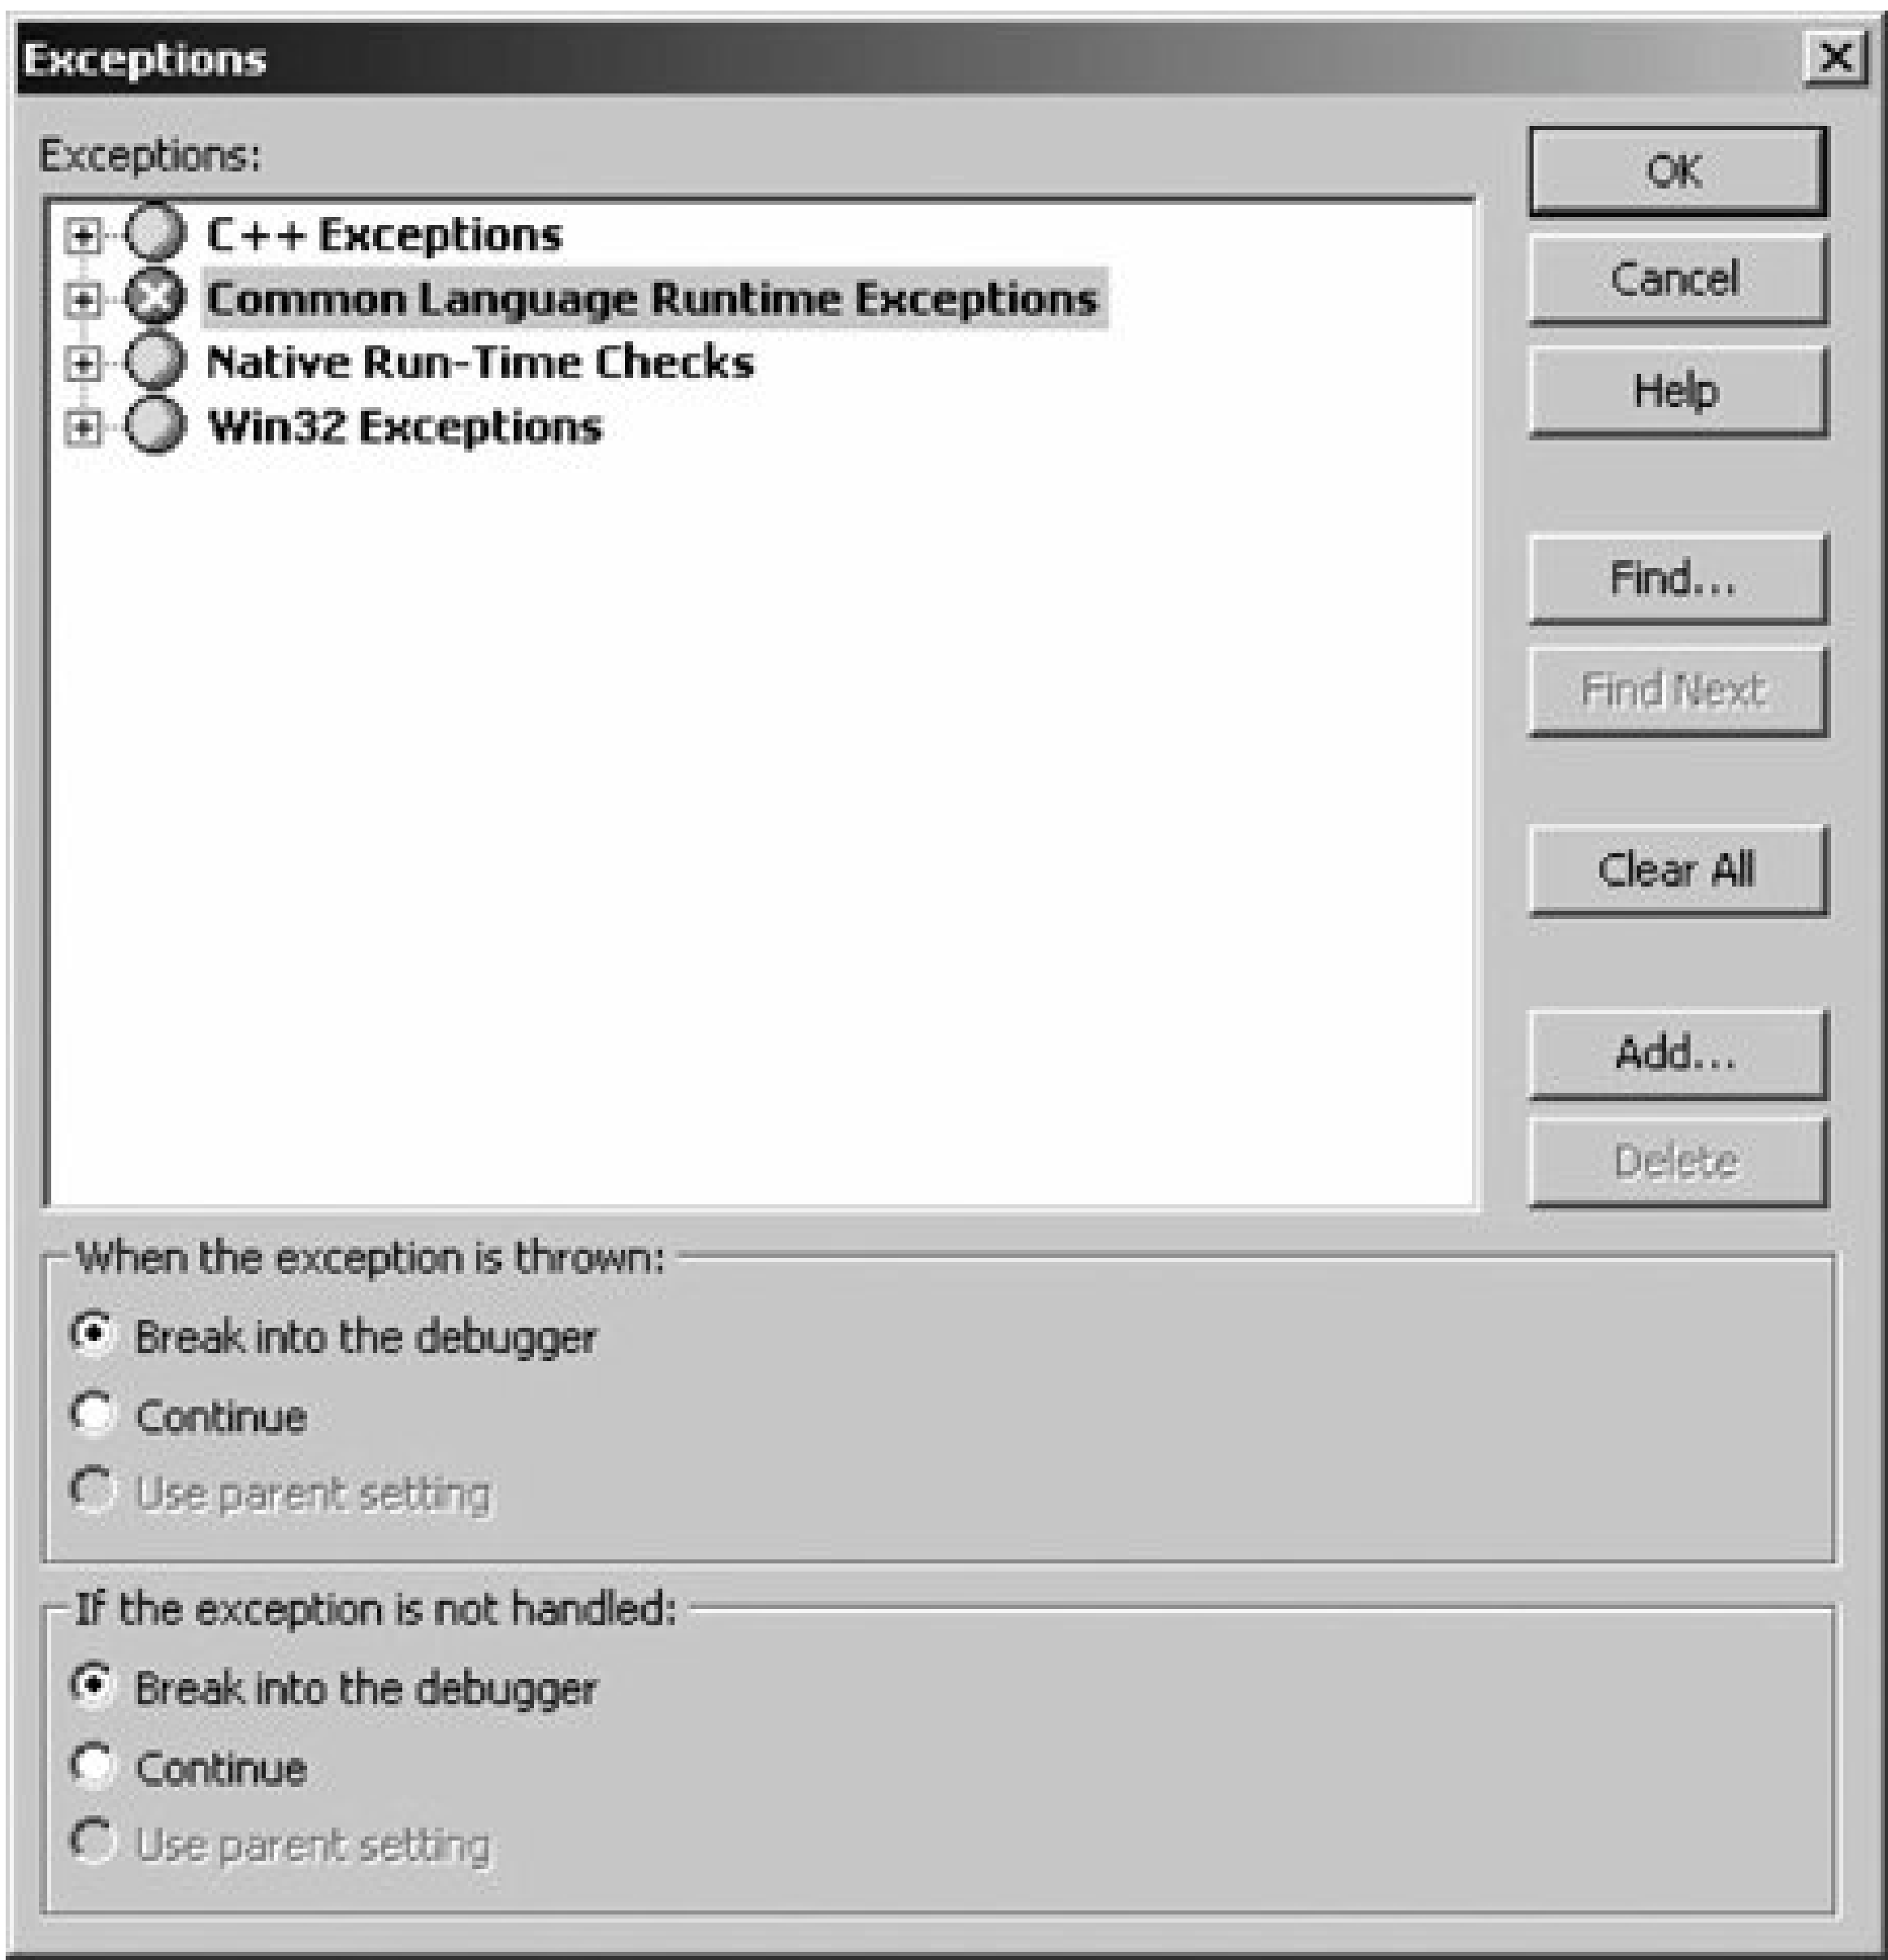 Exceptions
Exceptions:
C++ Exceptions
Common Language Runtime Exceptions
Native Run-Time Checks
Win32 Exceptions
OK
Cancel
Help
Find...
Find Next
Clear All
Add...
Delete
When the exception is thrown:
Break into the debugger
Continue
Use parent setting
If the exception is not handled:
Break into the debugger
Continue
Use parent setting